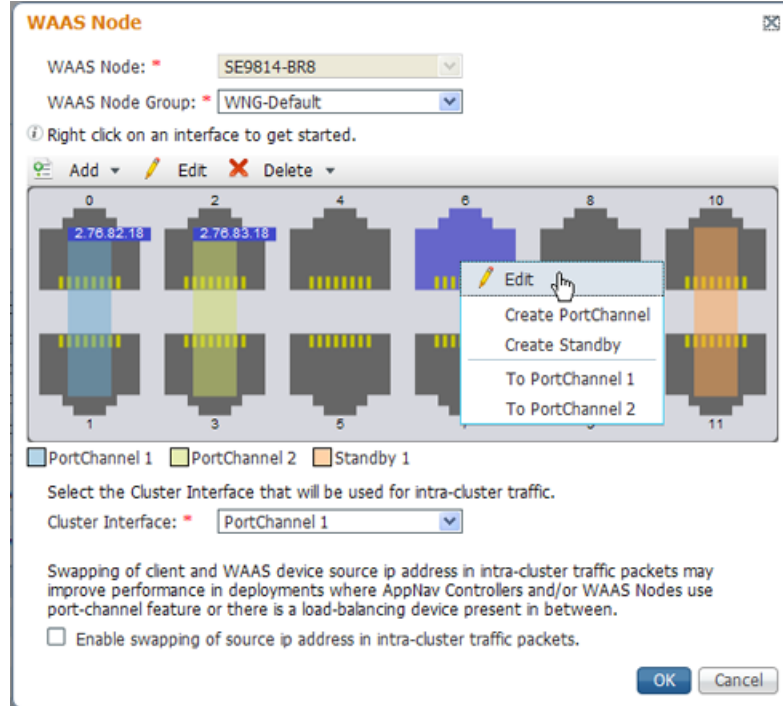 WAAS Node
WAAS Node: * SE9814-BR8
WAAS Node Group: * WNG-Default
Right click on an interface to get started.
Add Edit Delete
0 2 4 6 8 10
2.76.82.18 2.76.83.18
Edit
Create PortChannel
Create Standby
To PortChannel 1
To PortChannel 2
1 3 5 11
PortChannel 1 PortChannel 2 Standby 1
Select the Cluster Interface that will be used for intra-cluster traffic.
Cluster Interface: * PortChannel 1
Swapping of client and WAAS device source ip address in intra-cluster traffic packets may
improve performance in deployments where AppNav Controllers and/or WAAS Nodes use
port-channel feature or there is a load-balancing device present in between.
Enable swapping of source ip address in intra-cluster traffic packets.
OK Cancel